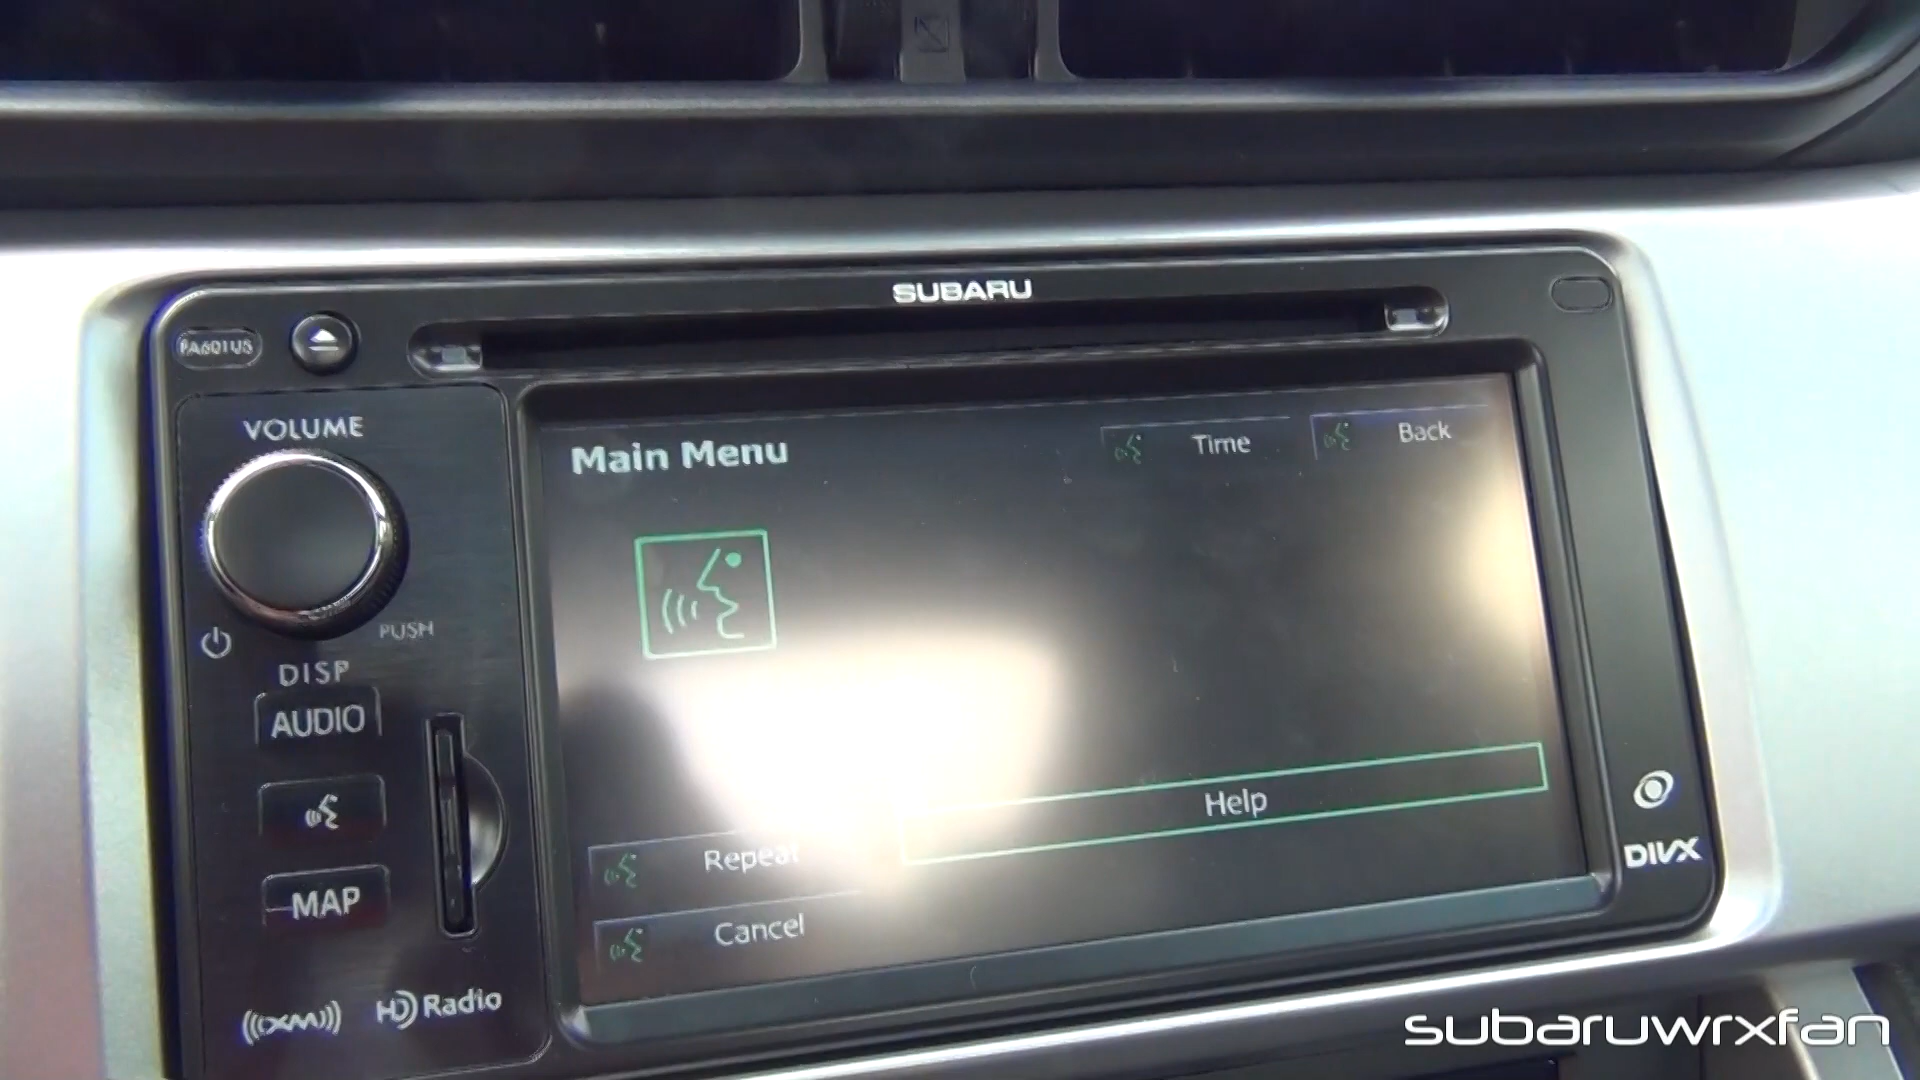 SUBARU
PA601US
VOLUME
PUSH
DISP
AUDIO
MAP
((XM))
HD Radio
Main Menu
Time
Back
Help
Repeat
Cancel
DIVX
subaruwrxfan